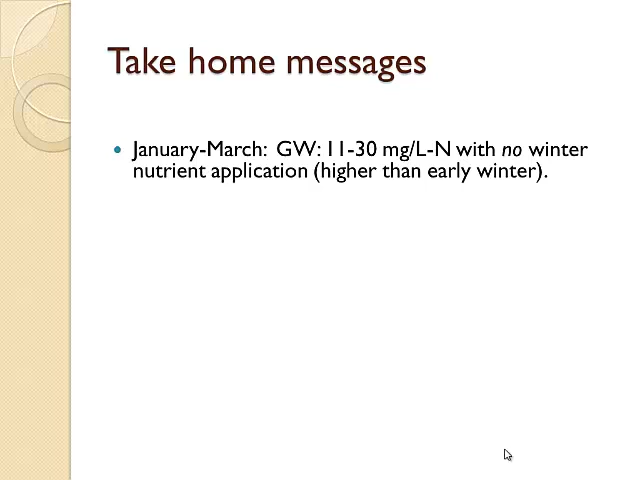 Take home messages
• January-March: GW: 11-30 mg/L-N with no winter
nutrient application (higher than early winter).